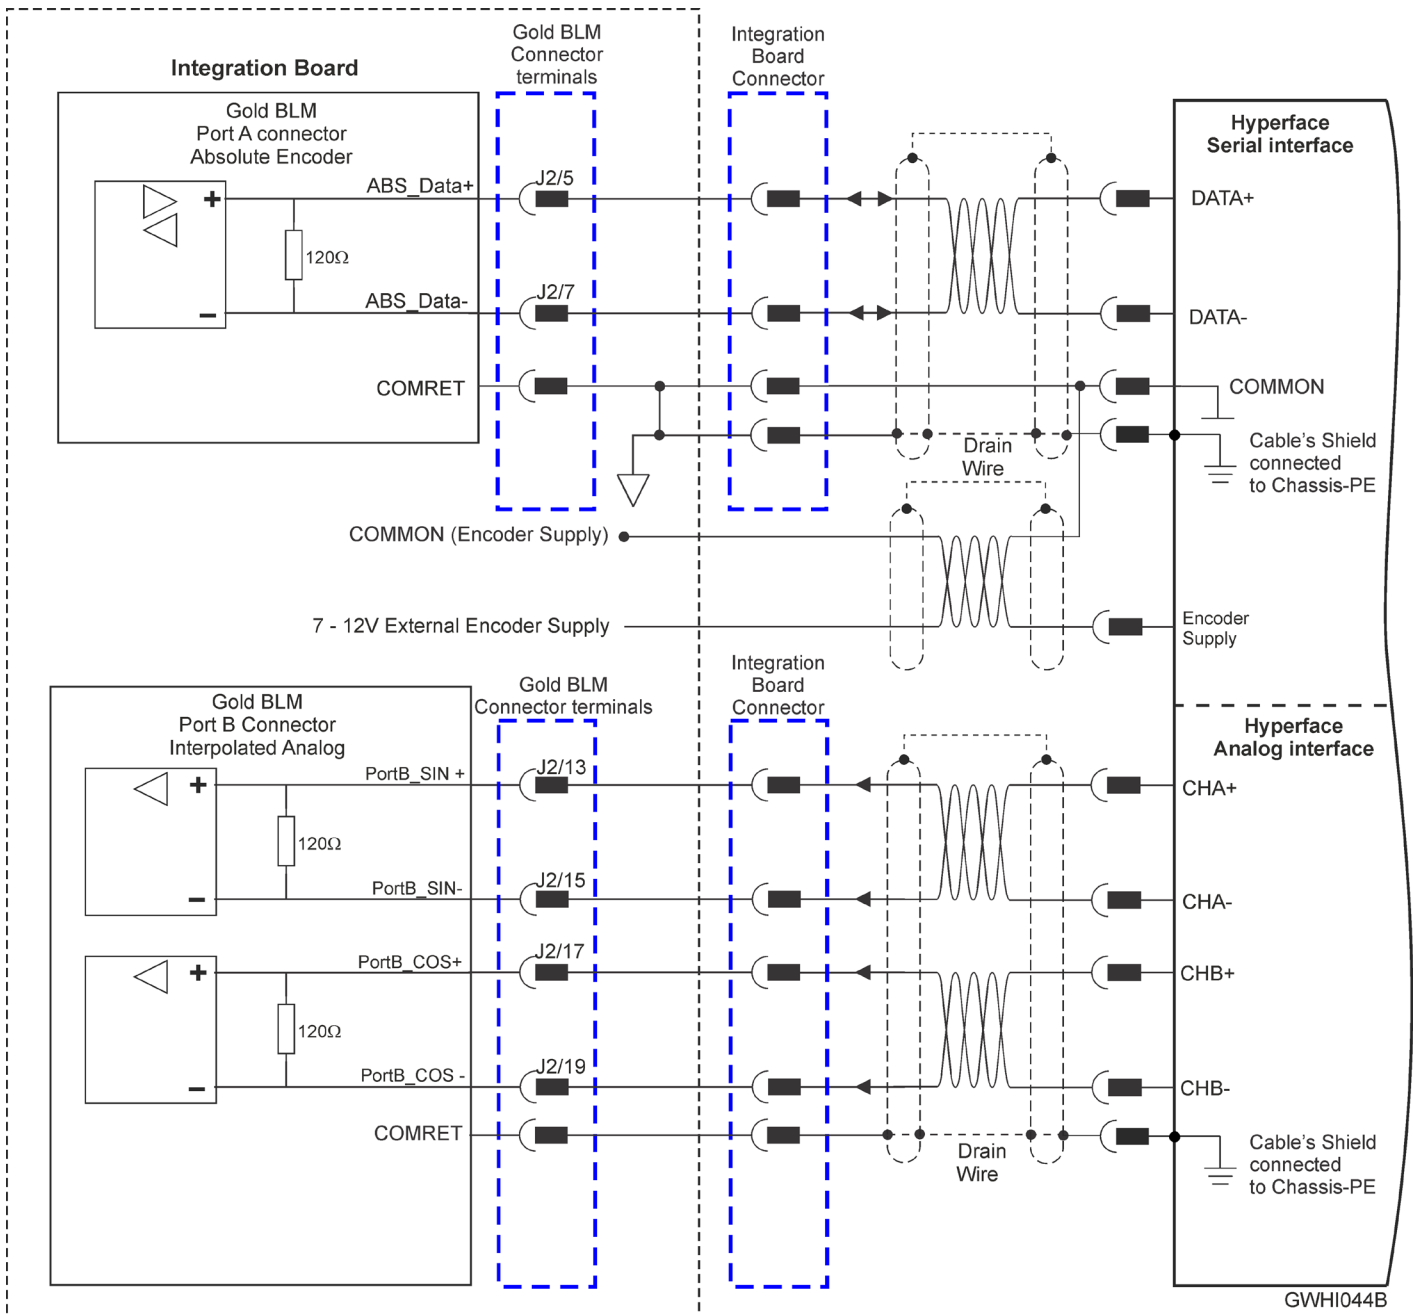 Integration Board
Gold BLM
Connector
terminals
Integration
Board
Connector
Gold BLM
Port A connector
Absolute Encoder
+
ABS_Data+
120Ω
ABS_Data-
–
COMRET
J2/5
J2/7
Hyperface
Serial interface
DATA+
DATA-
COMMON
Drain
Wire
Cable's Shield
connected
to Chassis-PE
COMMON (Encoder Supply)
7 - 12V External Encoder Supply
Encoder
Supply
Gold BLM
Port B Connector
Interpolated Analog
Gold BLM
Connector terminals
Integration
Board
Connector
Hyperface
Analog interface
+
PortB_SIN +
J2/13
CHA+
120Ω
–
PortB_SIN-
J2/15
CHA-
+
PortB_COS+
J2/17
CHB+
120Ω
–
PortB_COS -
J2/19
CHB-
COMRET
Drain
Wire
Cable's Shield
connected
to Chassis-PE
GWHI044B